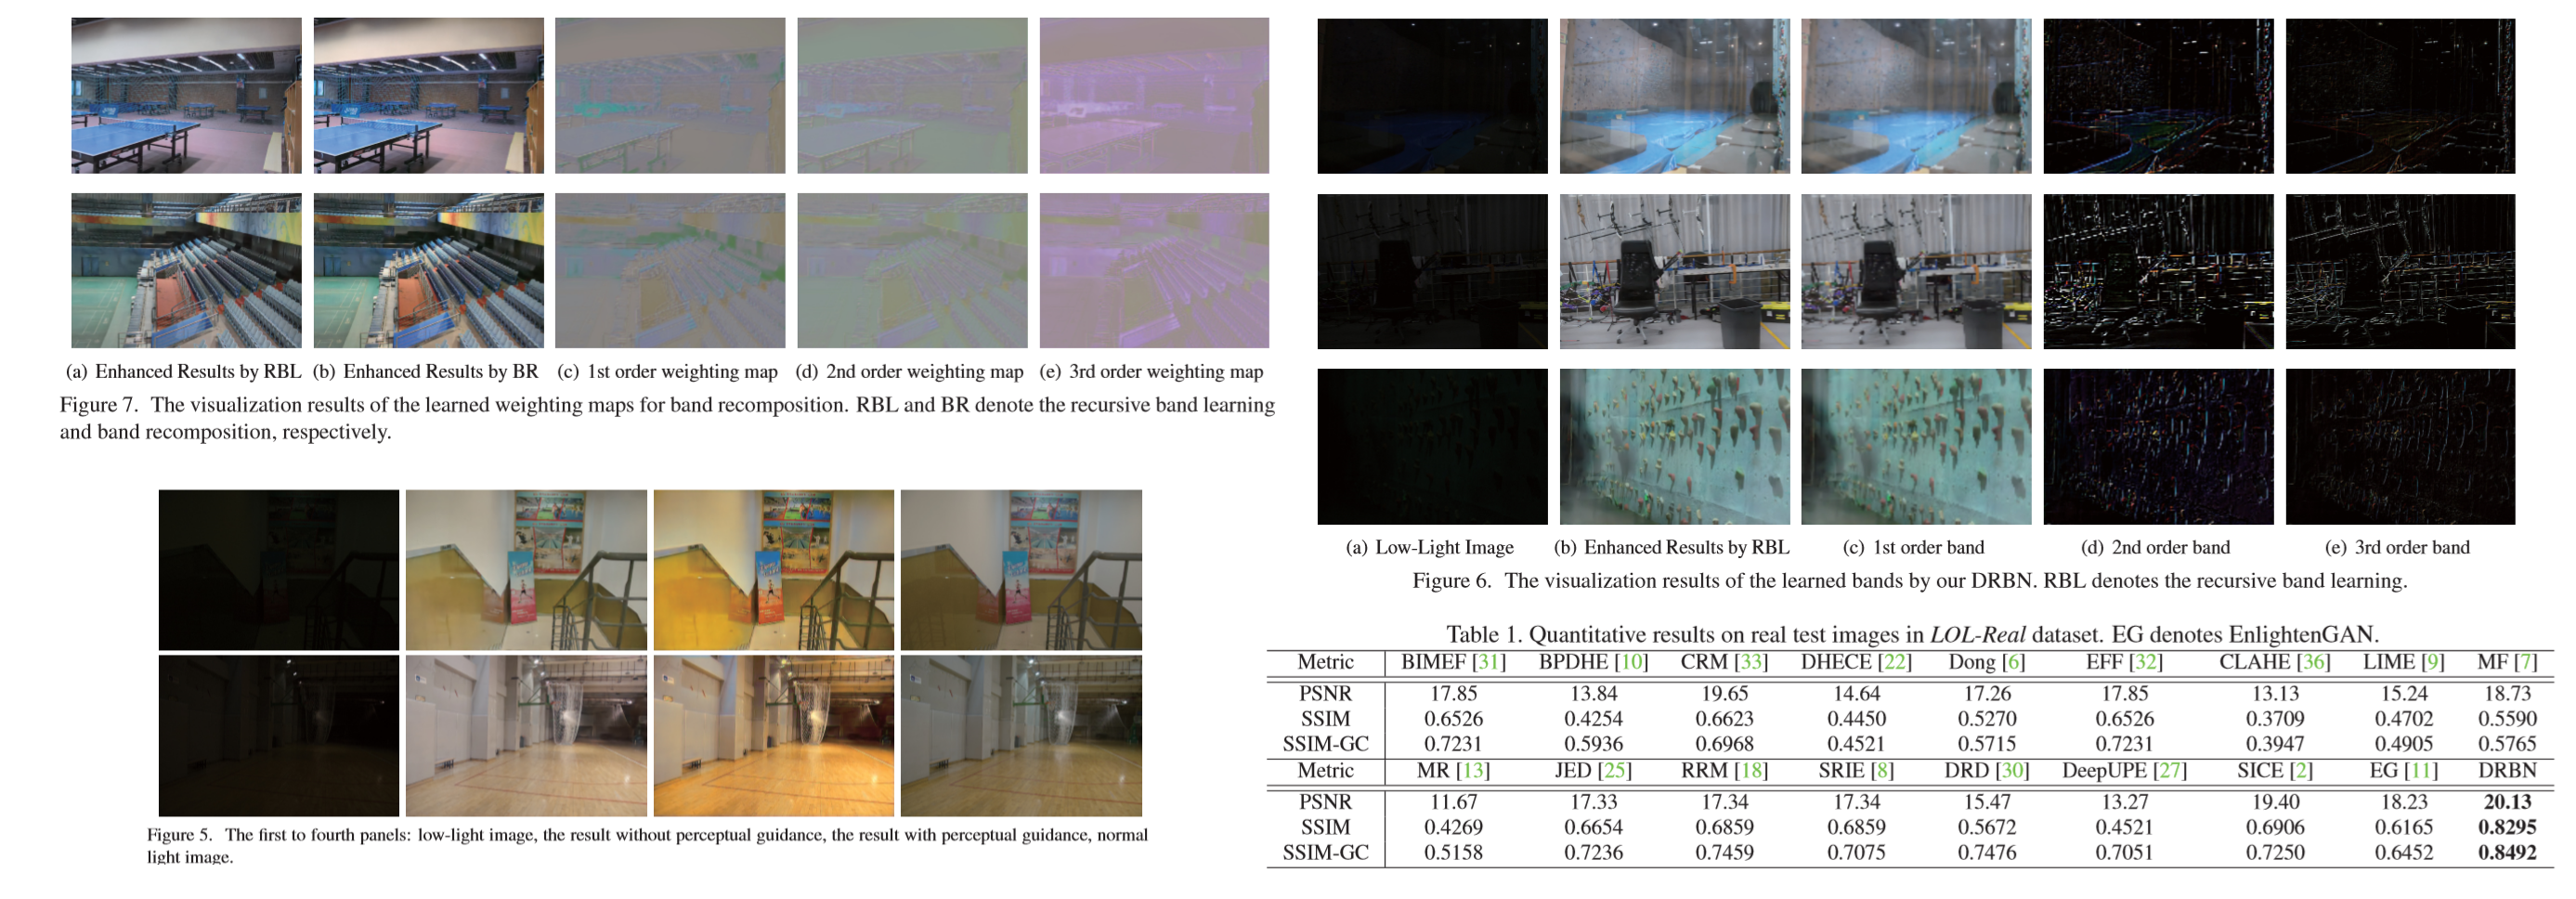 (a) Enhanced Results by RBL (b) Enhanced Results by BR (c) 1st order weighting map (d) 2nd order weighting map (e) 3rd order weighting map
Figure 7. The visualization results of the learned weighting maps for band recomposition. RBL and BR denote the recursive band learning
and band recomposition, respectively.
Figure 5. The first to fourth panels: low-light image, the result without perceptual guidance, the result with perceptual guidance, normal
light image.
(a) Low-Light Image (b) Enhanced Results by RBL (c) 1st order band (d) 2nd order band (e) 3rd order band
Figure 6. The visualization results of the learned bands by our DRBN. RBL denotes the recursive band learning.
Table 1. Quantitative results on real test images in LOL-Real dataset. EG denotes EnlightenGAN.
Metric BIMEF [31] BPDHE [10] CRM [33] DHECE [22] Dong [6] EFF [32] CLAHE [36] LIME [9] MF [7]
PSNR 17.85 13.84 19.65 14.64 17.26 17.85 13.13 15.24 18.73
SSIM 0.6526 0.4254 0.6623 0.4450 0.5270 0.6526 0.3709 0.4702 0.5590
SSIM-GC 0.7231 0.5936 0.6968 0.4521 0.5715 0.7231 0.3947 0.4905 0.5765
Metric MR [13] JED [25] RRM [18] SRIE [8] DRD [30] DeepUPE [27] SICE [2] EG [11] DRBN
PSNR 11.67 17.33 17.34 17.34 15.47 13.27 19.40 18.23 20.13
SSIM 0.4269 0.6654 0.6859 0.6859 0.5672 0.4521 0.6906 0.6165 0.8295
SSIM-GC 0.5158 0.7236 0.7459 0.7075 0.7476 0.7051 0.7250 0.6452 0.8492